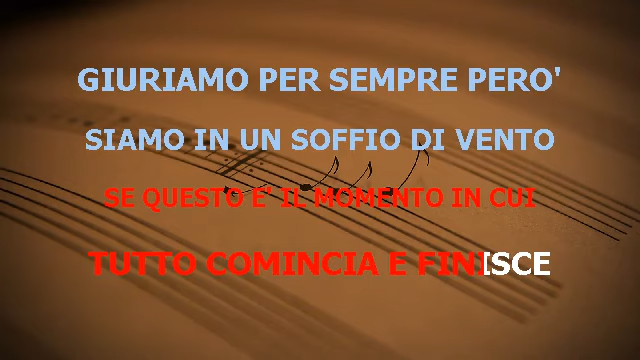 GIURIAMO PER SEMPRE PERO'
SIAMO IN UN SOFFIO DI VENTO
SE QUESTO E' IL MOMENTO IN CUI
TUTTO COMINCIA E FINISCE